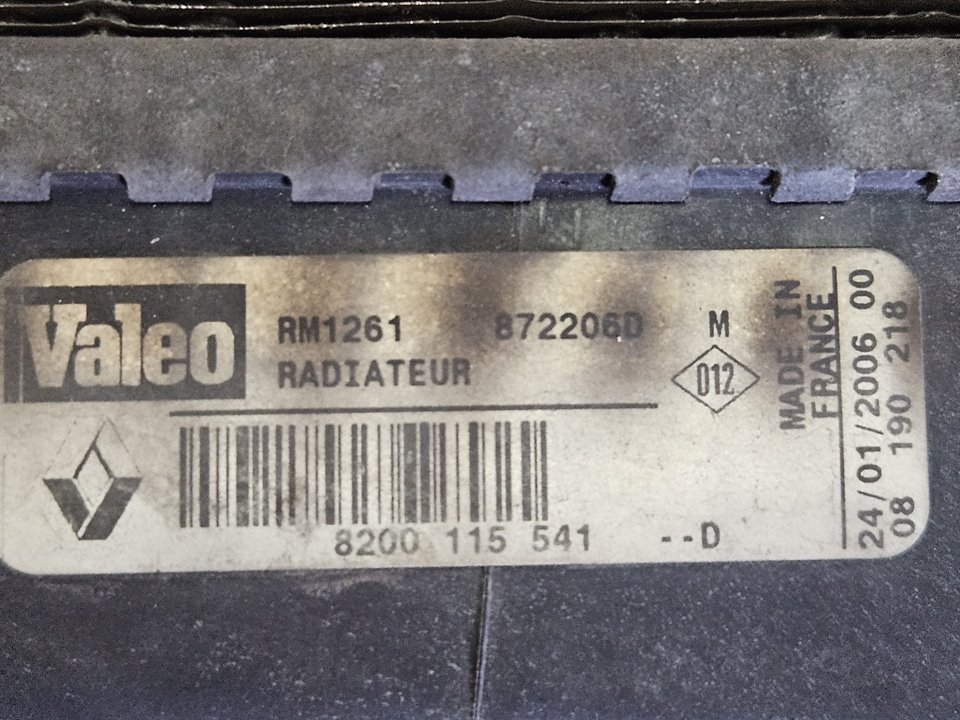 Valeo
RM1261 872206D M
RADIATEUR
012
8200 115 541 --D
MADE IN
FRANCE
24/01/2006 00
08 190 218